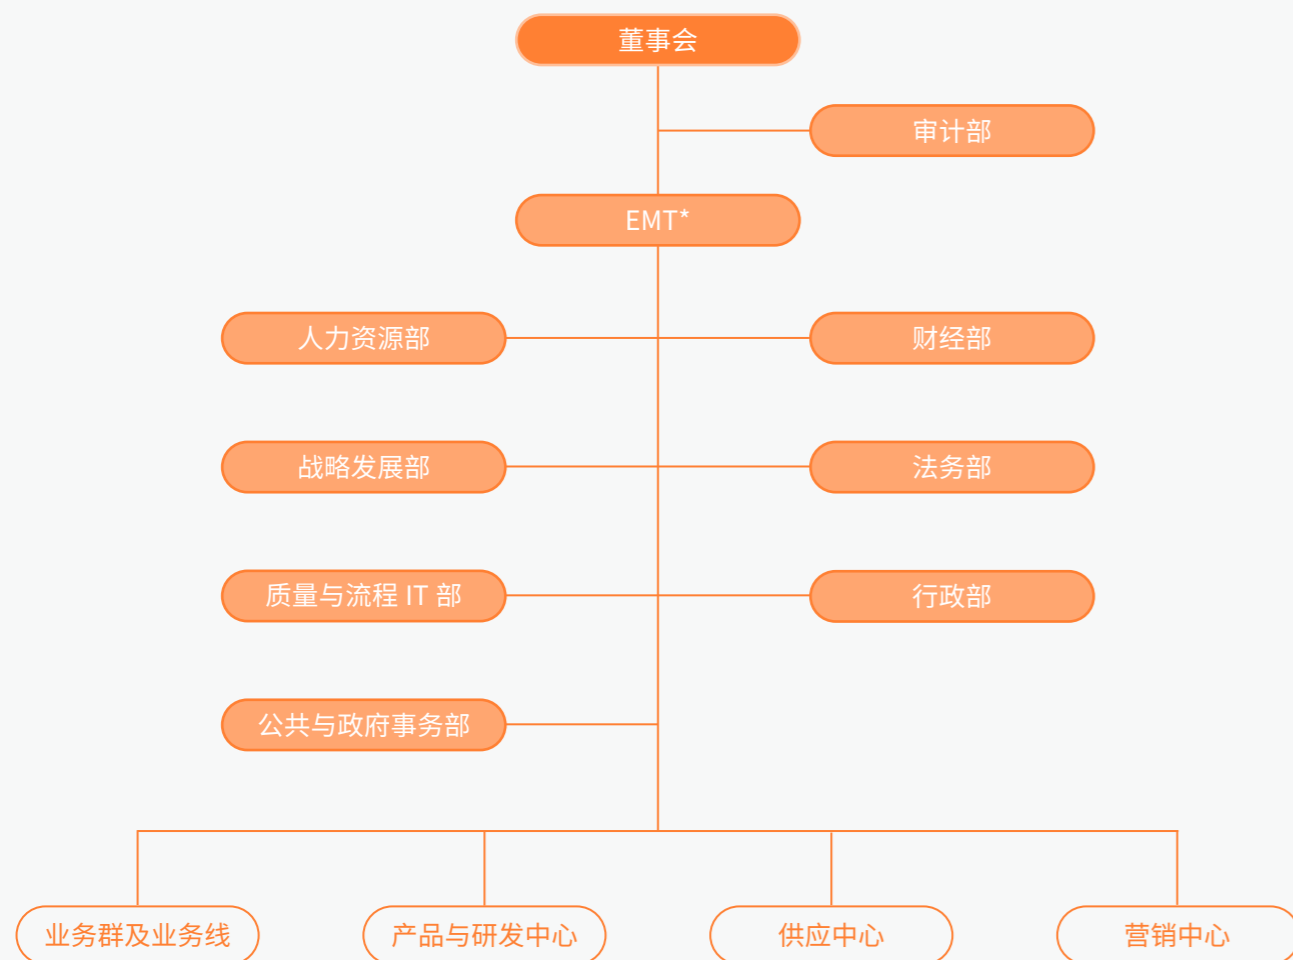 董事会
审计部
EMT*
人力资源部
财经部
战略发展部
法务部
质量与流程 IT 部
行政部
公共与政府事务部
业务群及业务线
产品与研发中心
供应中心
营销中心